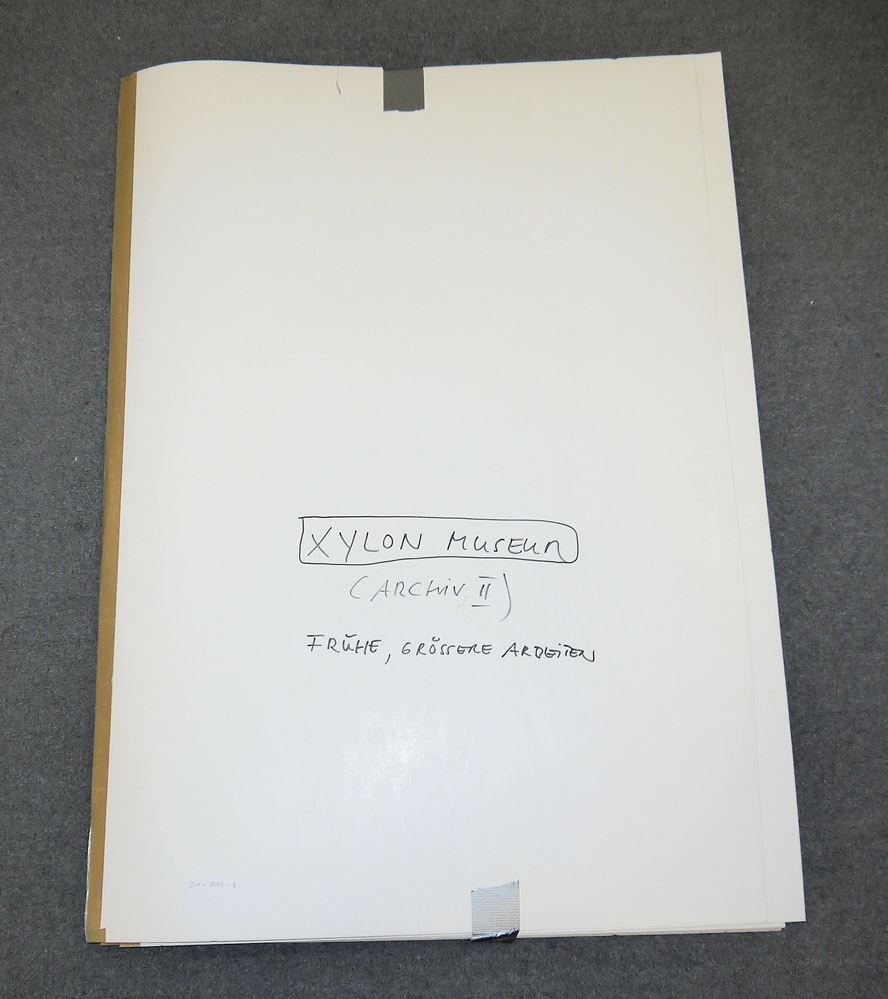 XYLON MUSEUM
(ARCHIV II)
FRÜHE, GRÖSSERE ARBEITEN